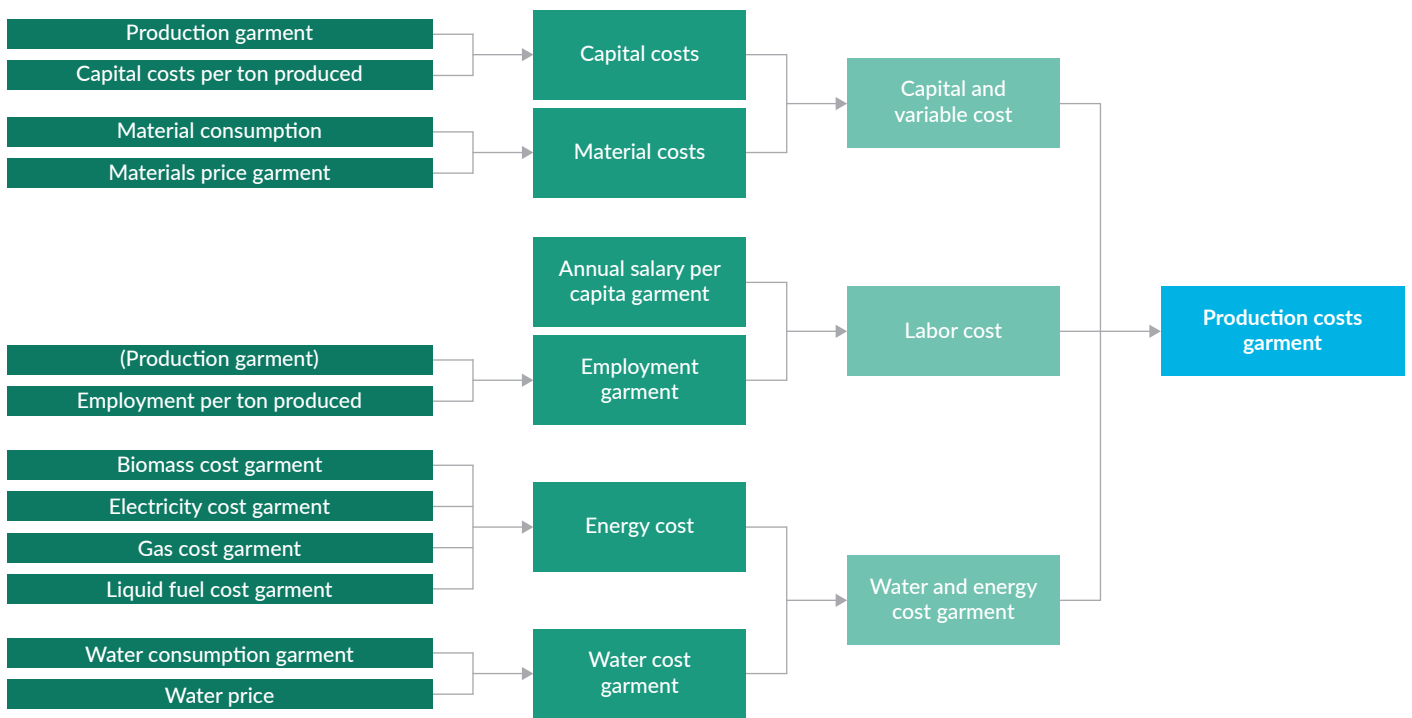 Production garment
Capital costs per ton produced
Material consumption
Materials price garment
(Production garment)
Employment per ton produced
Biomass cost garment
Electricity cost garment
Gas cost garment
Liquid fuel cost garment
Water consumption garment
Water price
Capital costs
Material costs
Annual salary per
capita garment
Employment
garment
Energy cost
Water cost
garment
Capital and
variable cost
Labor cost
Water and energy
cost garment
Production costs
garment